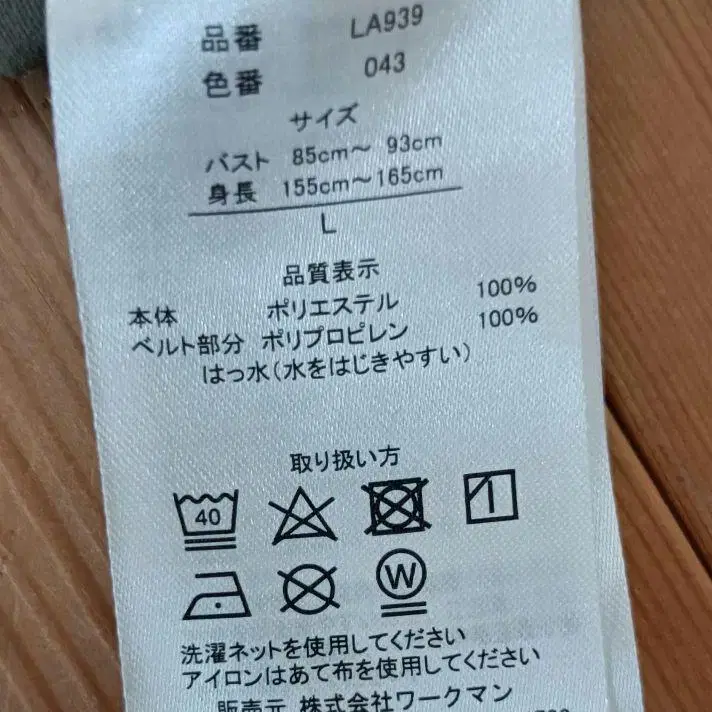 品番 LA939
色番 043
サイズ
バスト 85cm～ 93cm
身長 155cm～165cm
L
品質表示
本体 ポリエステル 100%
ベルト部分 ポリプロピレン 100%
はっ水(水をはじきやすい)
取り扱い方
40
W
洗濯ネットを使用してください
アイロンはあて布を使用してください
販売元 株式会社ワークマン